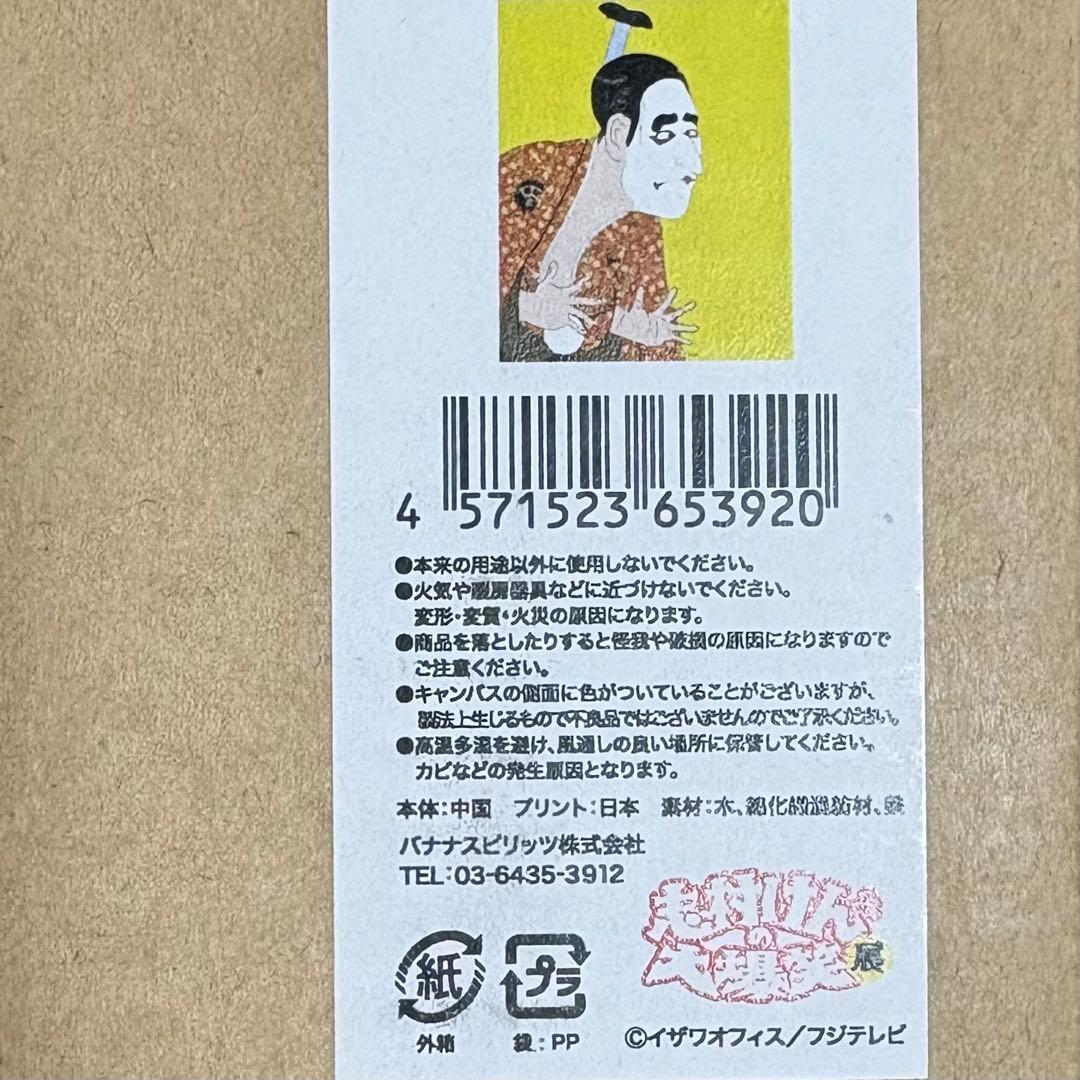 4 571523 653920
●本来の用途以外に使用しないでください。
●火気や暖房器具などに近づけないでください。
変形・変質・火災の原因になります。
●商品を落としたりすると怪我や破損の原因になりますので
ご注意ください。
●キャンバスの側面に色がついていることがございますが、
製法上生じるもので不良品ではございませんのでご了承ください。
●高温多湿を避け、風通しの良い場所に保管してください。
カビなどの発生原因となります。
本体：中国 プリント：日本 素材：木、
バナナスピリッツ株式会社
TEL：03-6435-3912
志村けんの
大爆笑展
紙 プラ
外箱 袋：PP
©イザワオフィス／フジテレビ